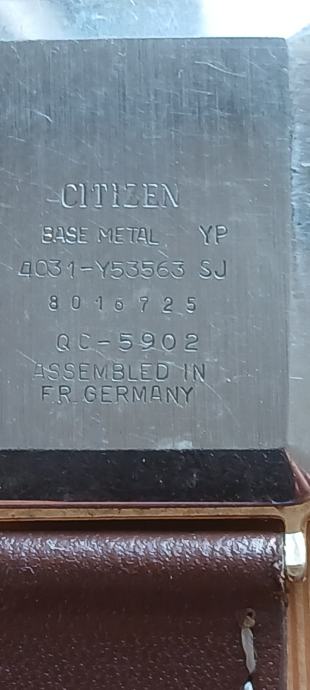 CITIZEN
BASE METAL YP
4031-Y53563 SJ
8016725
QC-5902
ASSEMBLED IN
F.R. GERMANY